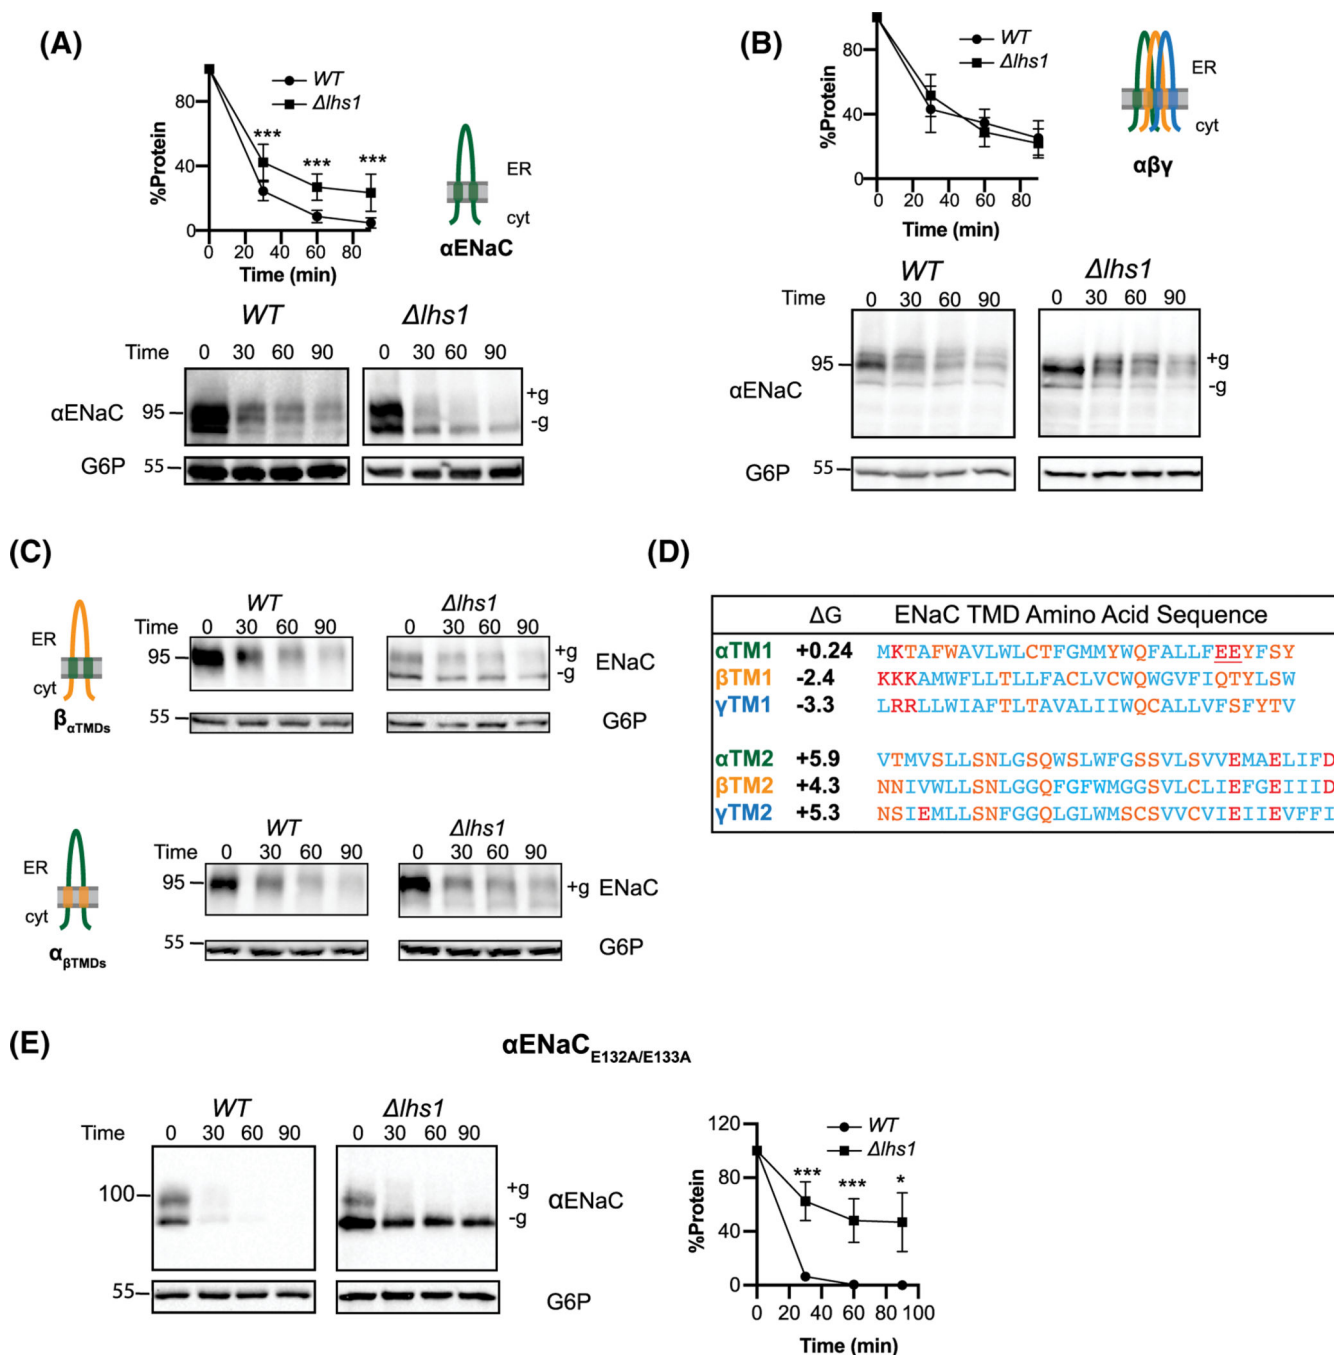 (A)
WT
Δlhs1
80
40
0
%Protein
***
***
***
0 20 40 60 80
Time (min)
ER
cyt
αENaC
WT Δlhs1
Time 0 30 60 90 0 30 60 90
αENaC 95
+g
-g
G6P 55
(B)
WT
Δlhs1
80
40
0
%Protein
0 20 40 60 80
Time (min)
ER
cyt
αβγ
WT Δlhs1
Time 0 30 60 90 0 30 60 90
αENaC 95
+g
-g
G6P 55
(C)
WT Δlhs1
Time 0 30 60 90 0 30 60 90
ER
cyt
βαTMDs
95
+g
-g
ENaC
55
G6P
WT Δlhs1
Time 0 30 60 90 0 30 60 90
ER
cyt
αβTMDs
95
+g ENaC
55
G6P
(D)
ΔG ENaC TMD Amino Acid Sequence
αTM1 +0.24 MKTAFWAVLWLCTFGMMYWQFALLFEEYFSY
βTM1 -2.4 KKKAMWFLLTLLFACLVCWQWGVFIQTYLSW
γTM1 -3.3 LRRLLWIAFTLTAVALIIWQCALLVFSFYTV
αTM2 +5.9 VTMVSLLSNLGSQWSLWFGSSVLSVVEMAELIFD
βTM2 +4.3 NNIVWLLSNLGGQFGFWMGGSVLCLIEFGEIIID
γTM2 +5.3 NSIEMLLSNFGGQLGLWMSCSVVCVIEIIEVFFI
(E)
αENaCE132A/E133A
WT Δlhs1
Time 0 30 60 90 0 30 60 90
100
+g
-g
αENaC
55
G6P
WT
Δlhs1
120
80
40
0
%Protein
***
***
*
0 20 40 60 80 100
Time (min)